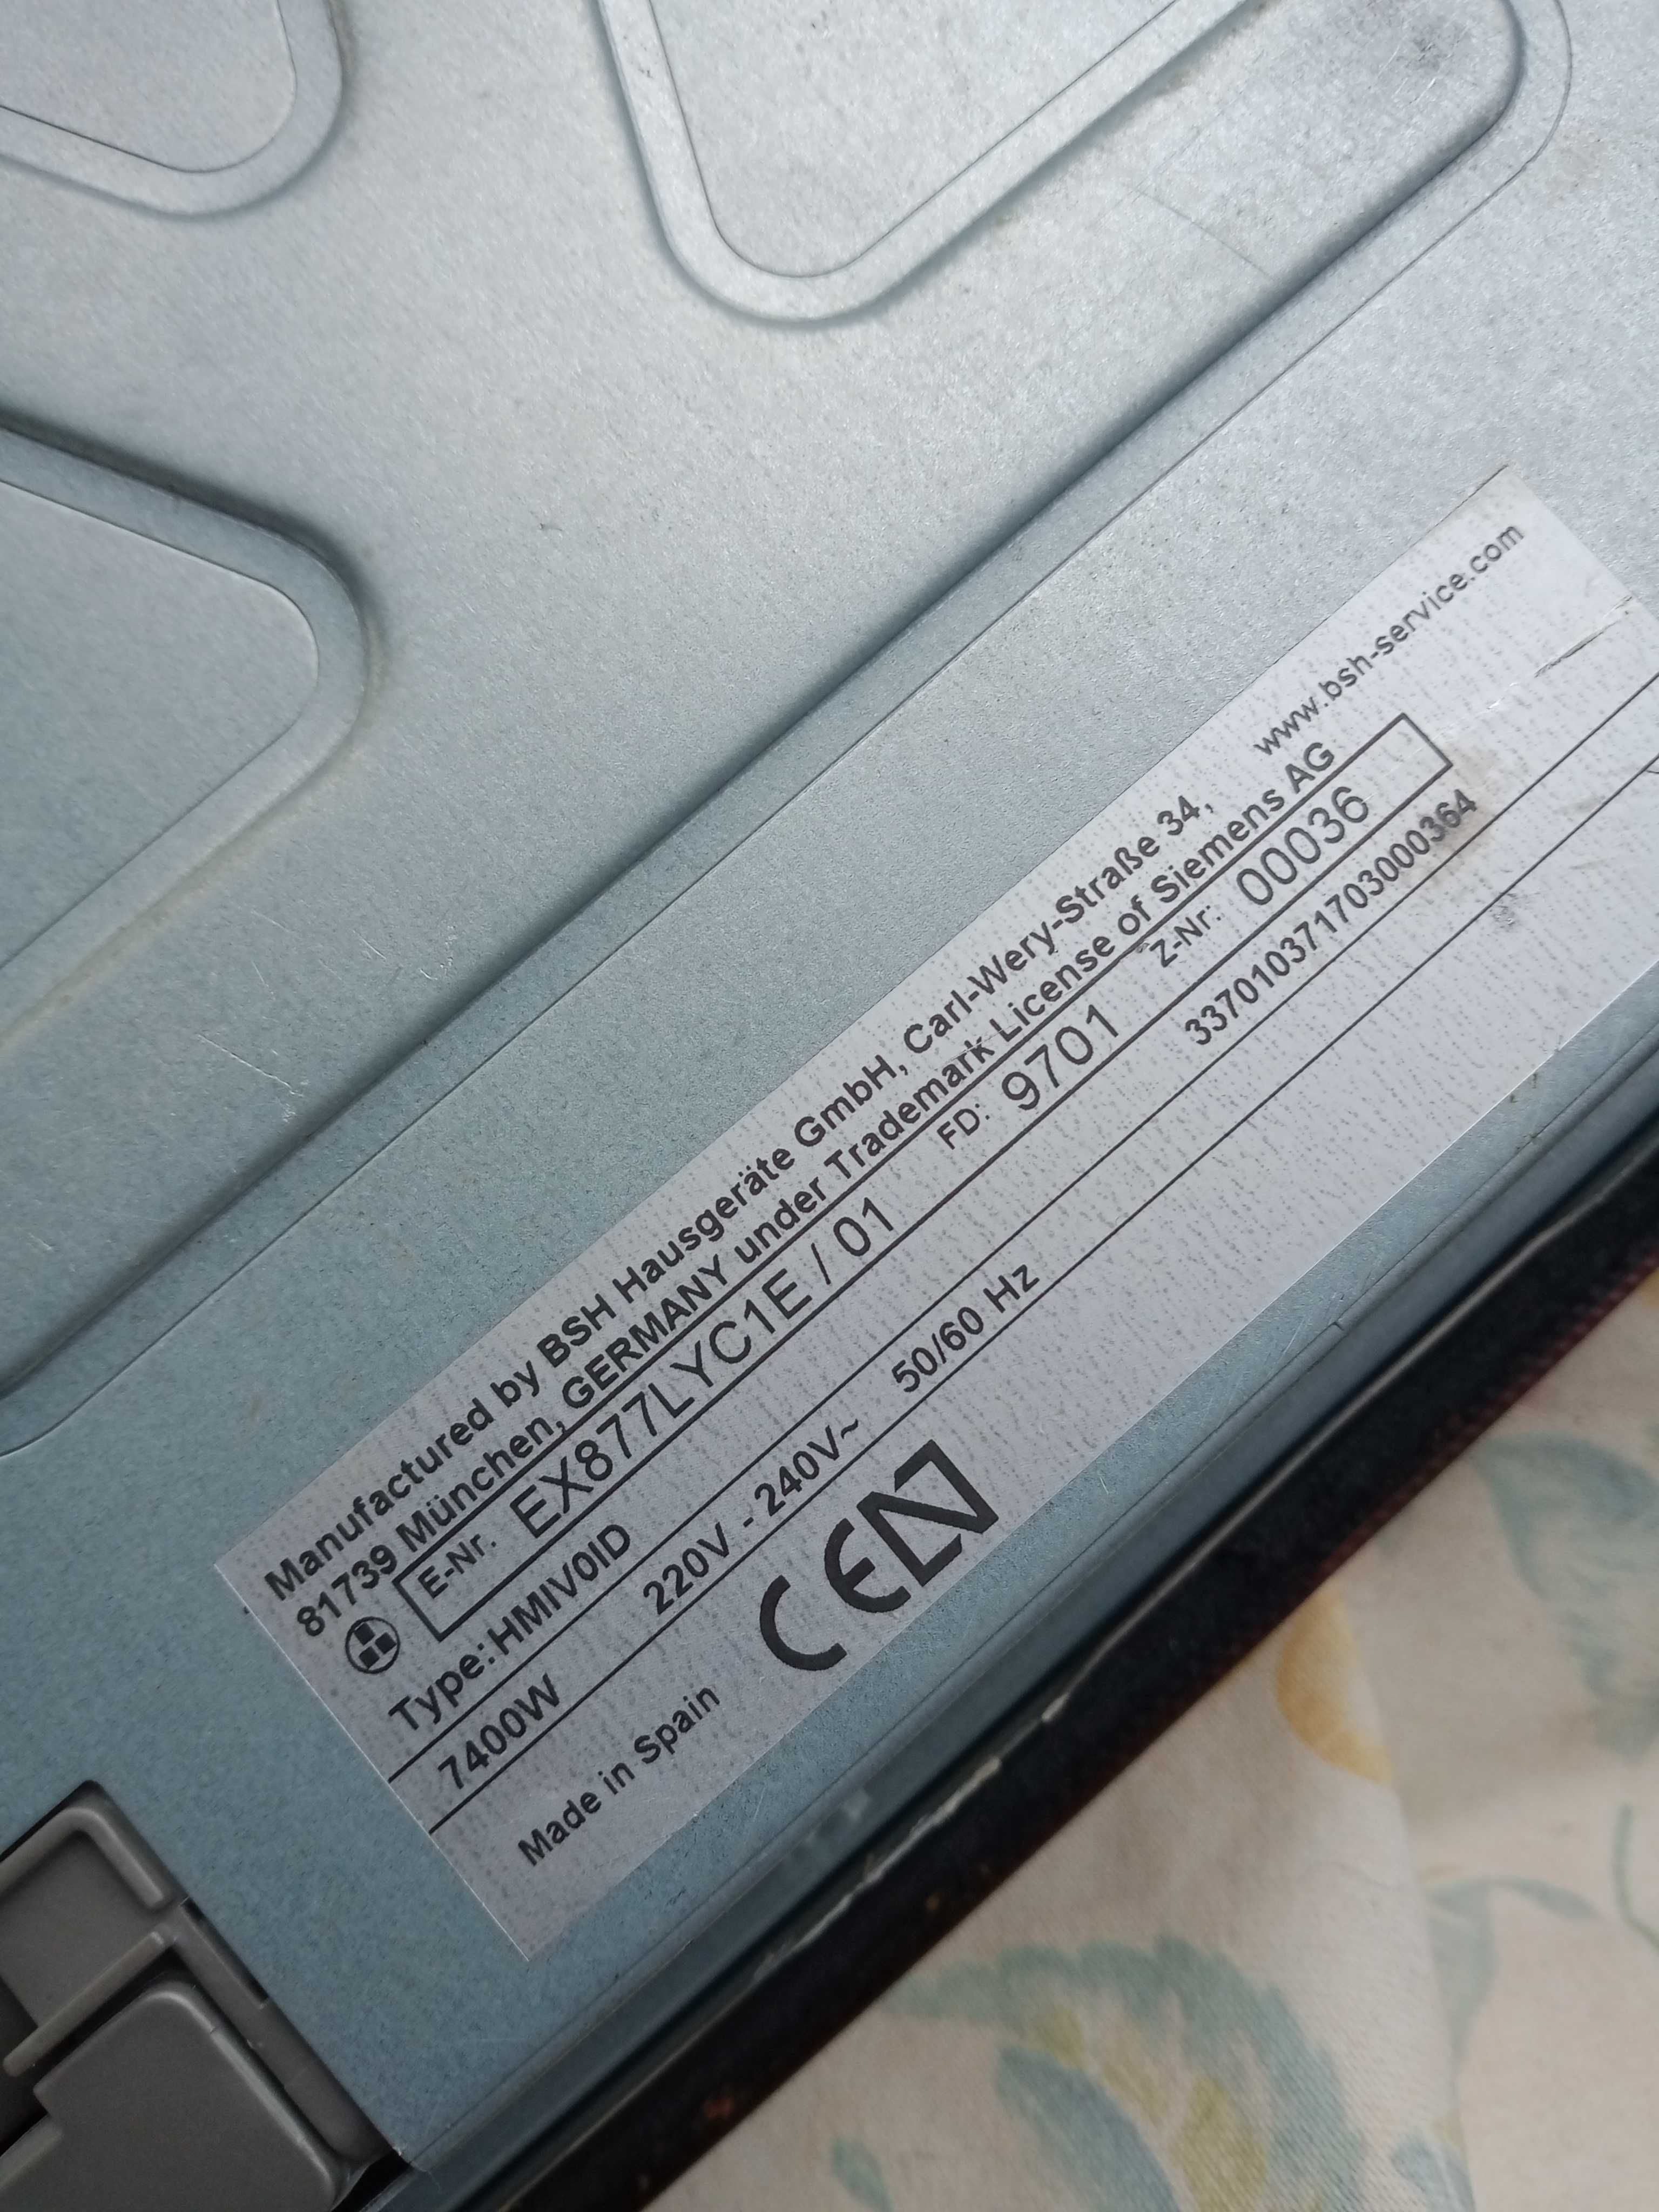 Manufactured by BSH Hausgeräte GmbH, Carl-Wery-Straße 34, www.bsh-service.com
81739 München, GERMANY under Trademark License of Siemens AG
E-Nr. EX877LYC1E / 01 FD: 9701 Z-Nr: 00036
Type:HMIV0ID 337010371703000364
7400W 220V - 240V~ 50/60 Hz
Made in Spain CE